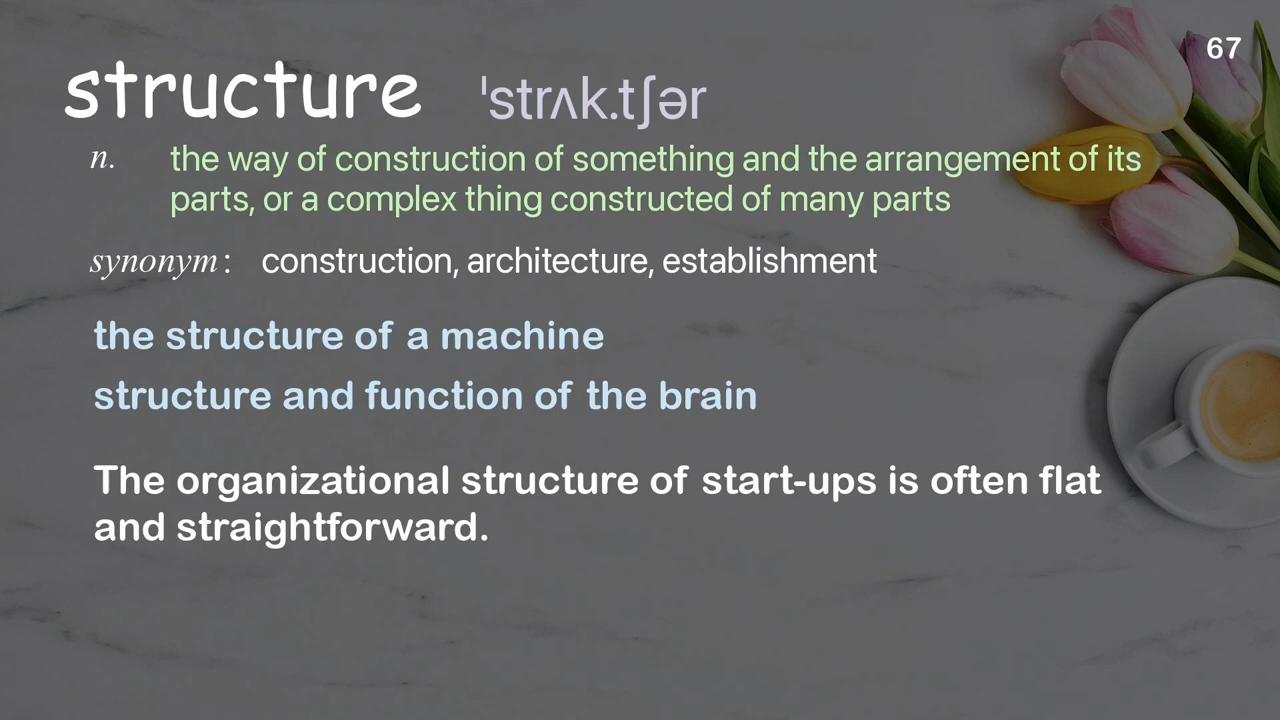 67
structure ˈstrʌk.tʃər
n. the way of construction of something and the arrangement of its
parts, or a complex thing constructed of many parts
synonym: construction, architecture, establishment
the structure of a machine
structure and function of the brain
The organizational structure of start-ups is often flat
and straightforward.